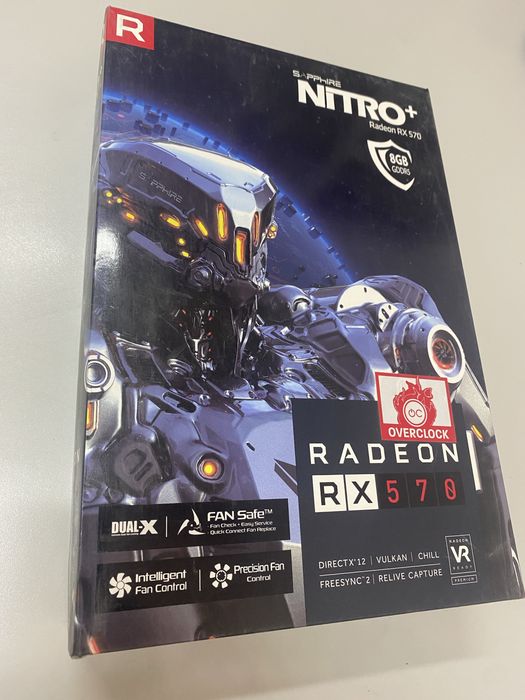 R
SAPPHIRE
NITRO+
Radeon RX 570
8GB
GDDR5
SAPPHIRE
OC
OVERCLOCK
RADEON
RX 570
DUAL-X
FAN Safe™
Fan Check • Easy Service
Quick Connect Fan Replace
Intelligent
Fan Control
Precision Fan
Control
DIRECTX®12 | VULKAN | CHILL
FREESYNC™2 | RELIVE CAPTURE
RADEON
VR
READY
PREMIUM